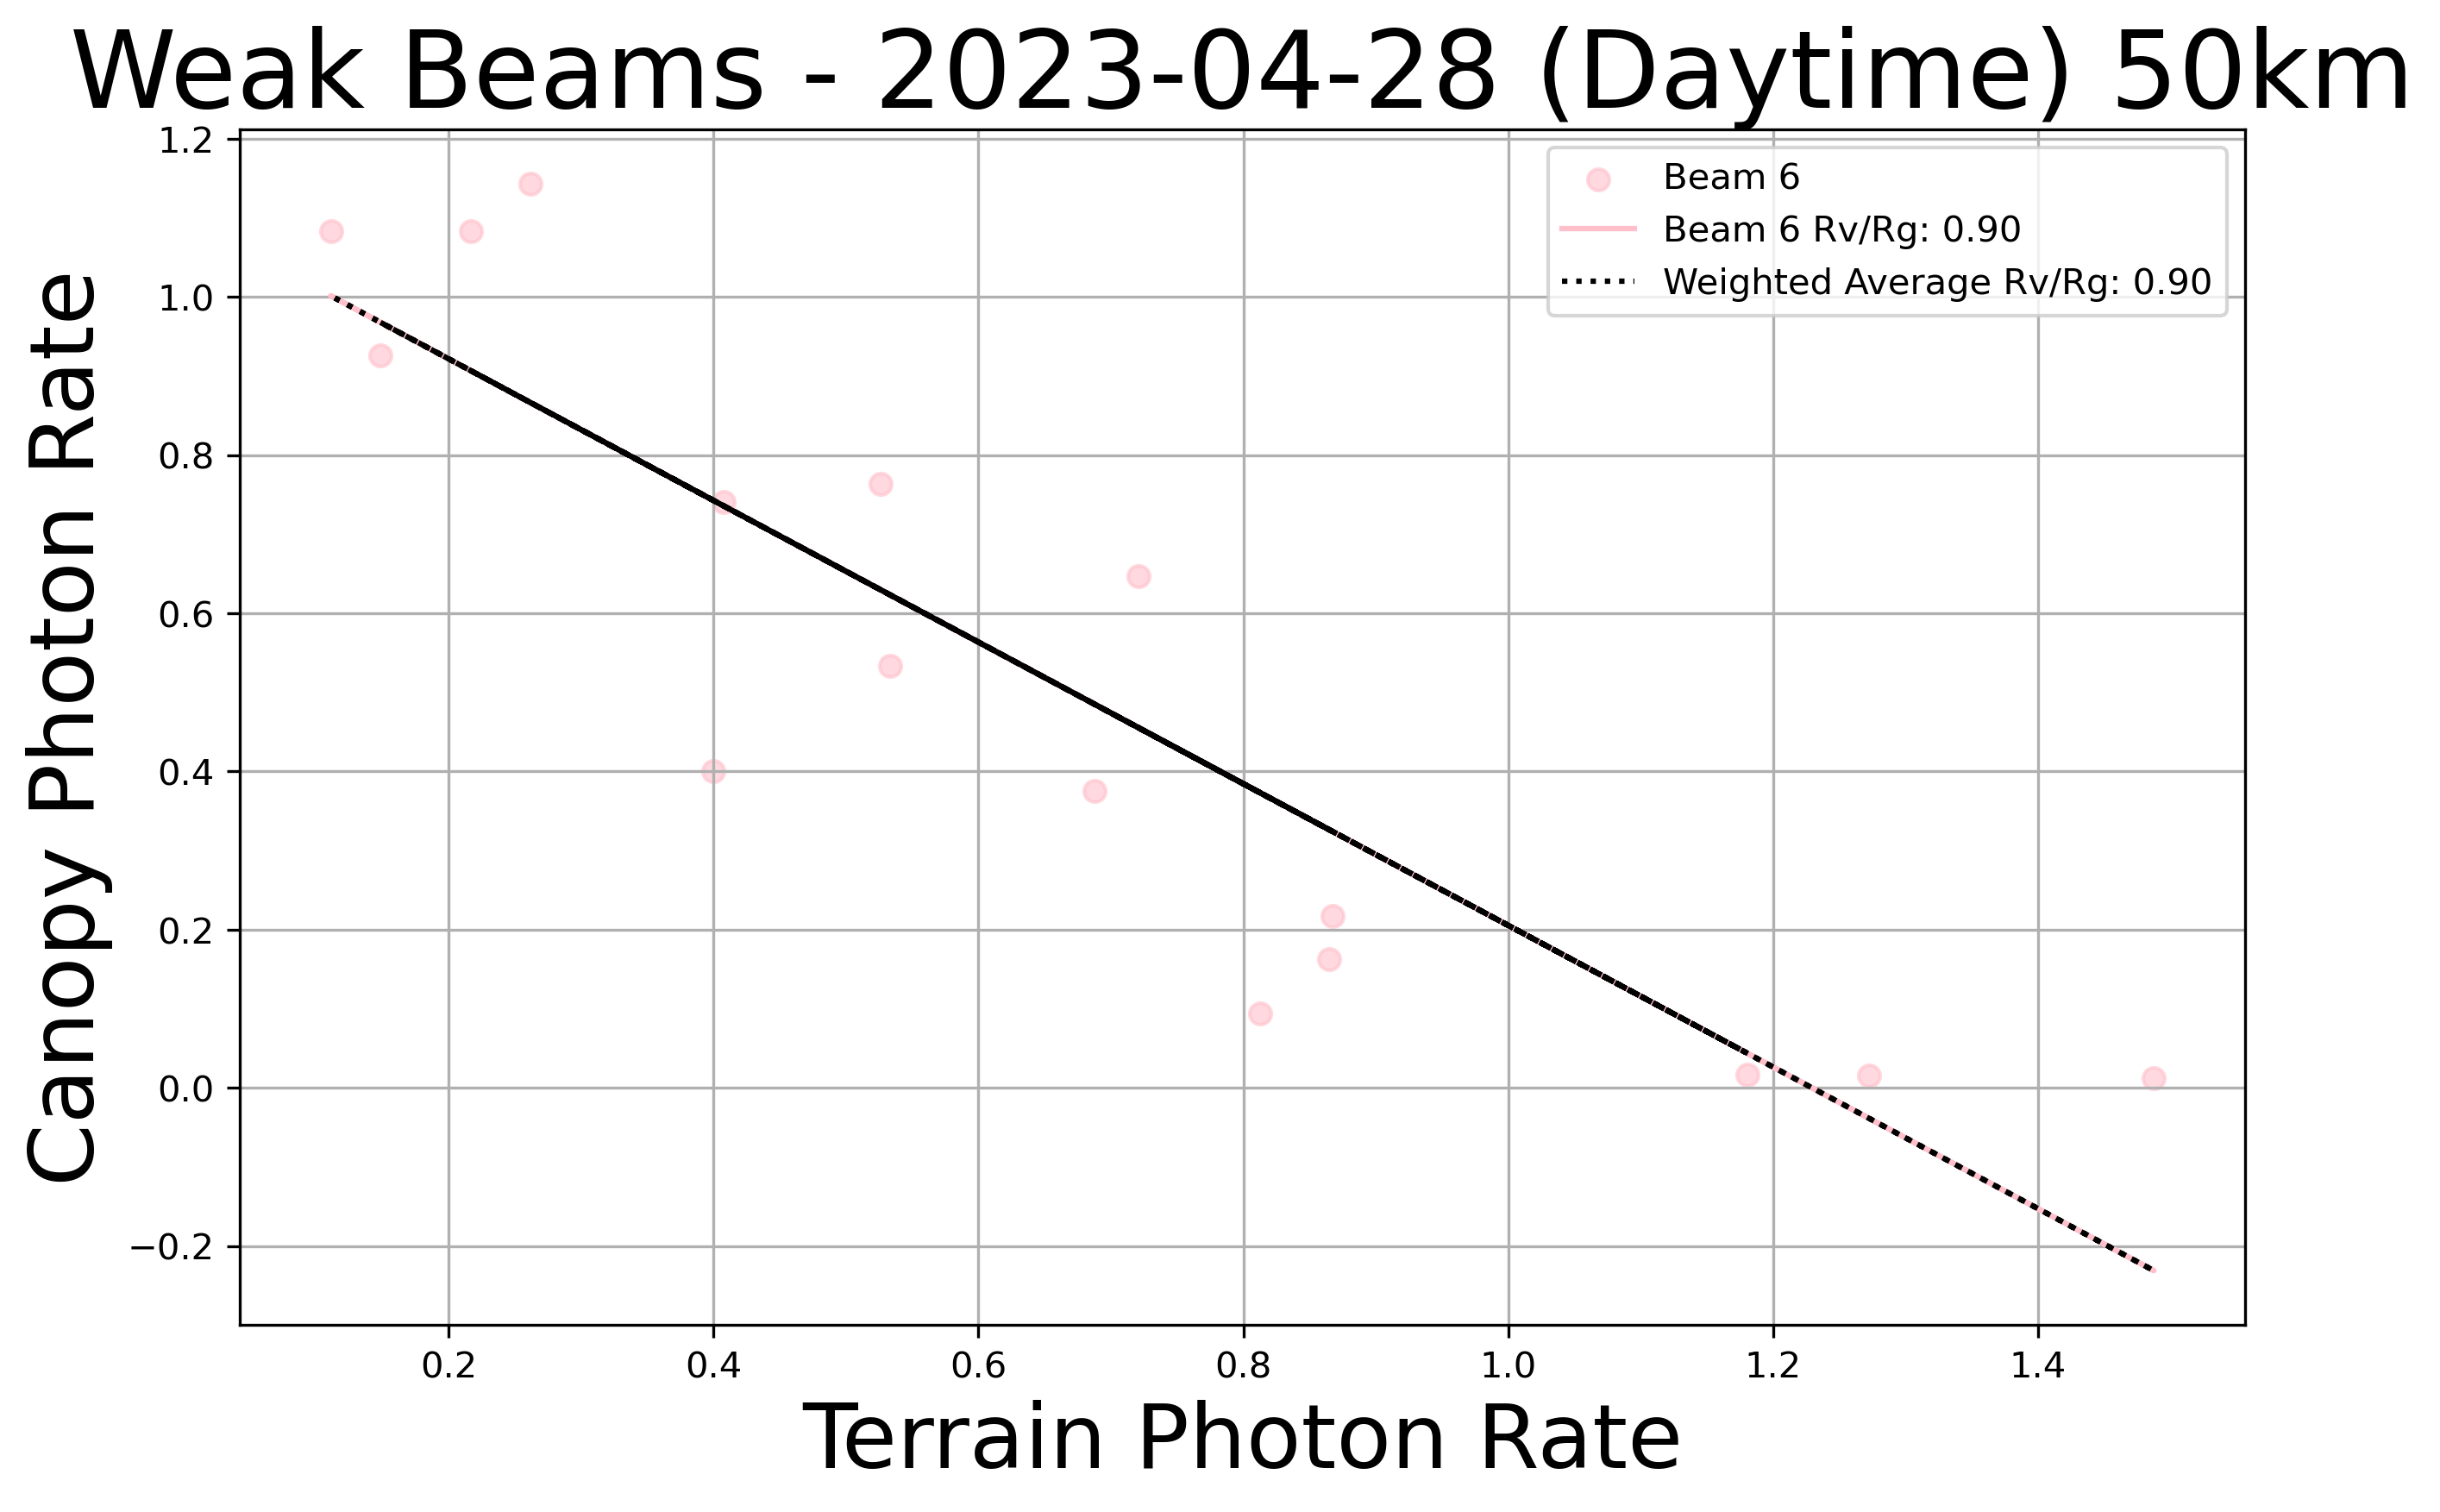 Weak Beams - 2023-04-28 (Daytime) 50km
Beam 6
Beam 6 Rv/Rg: 0.90
Weighted Average Rv/Rg: 0.90
Canopy Photon Rate
1.2
1.0
0.8
0.6
0.4
0.2
0.0
−0.2
0.2 0.4 0.6 0.8 1.0 1.2 1.4
Terrain Photon Rate